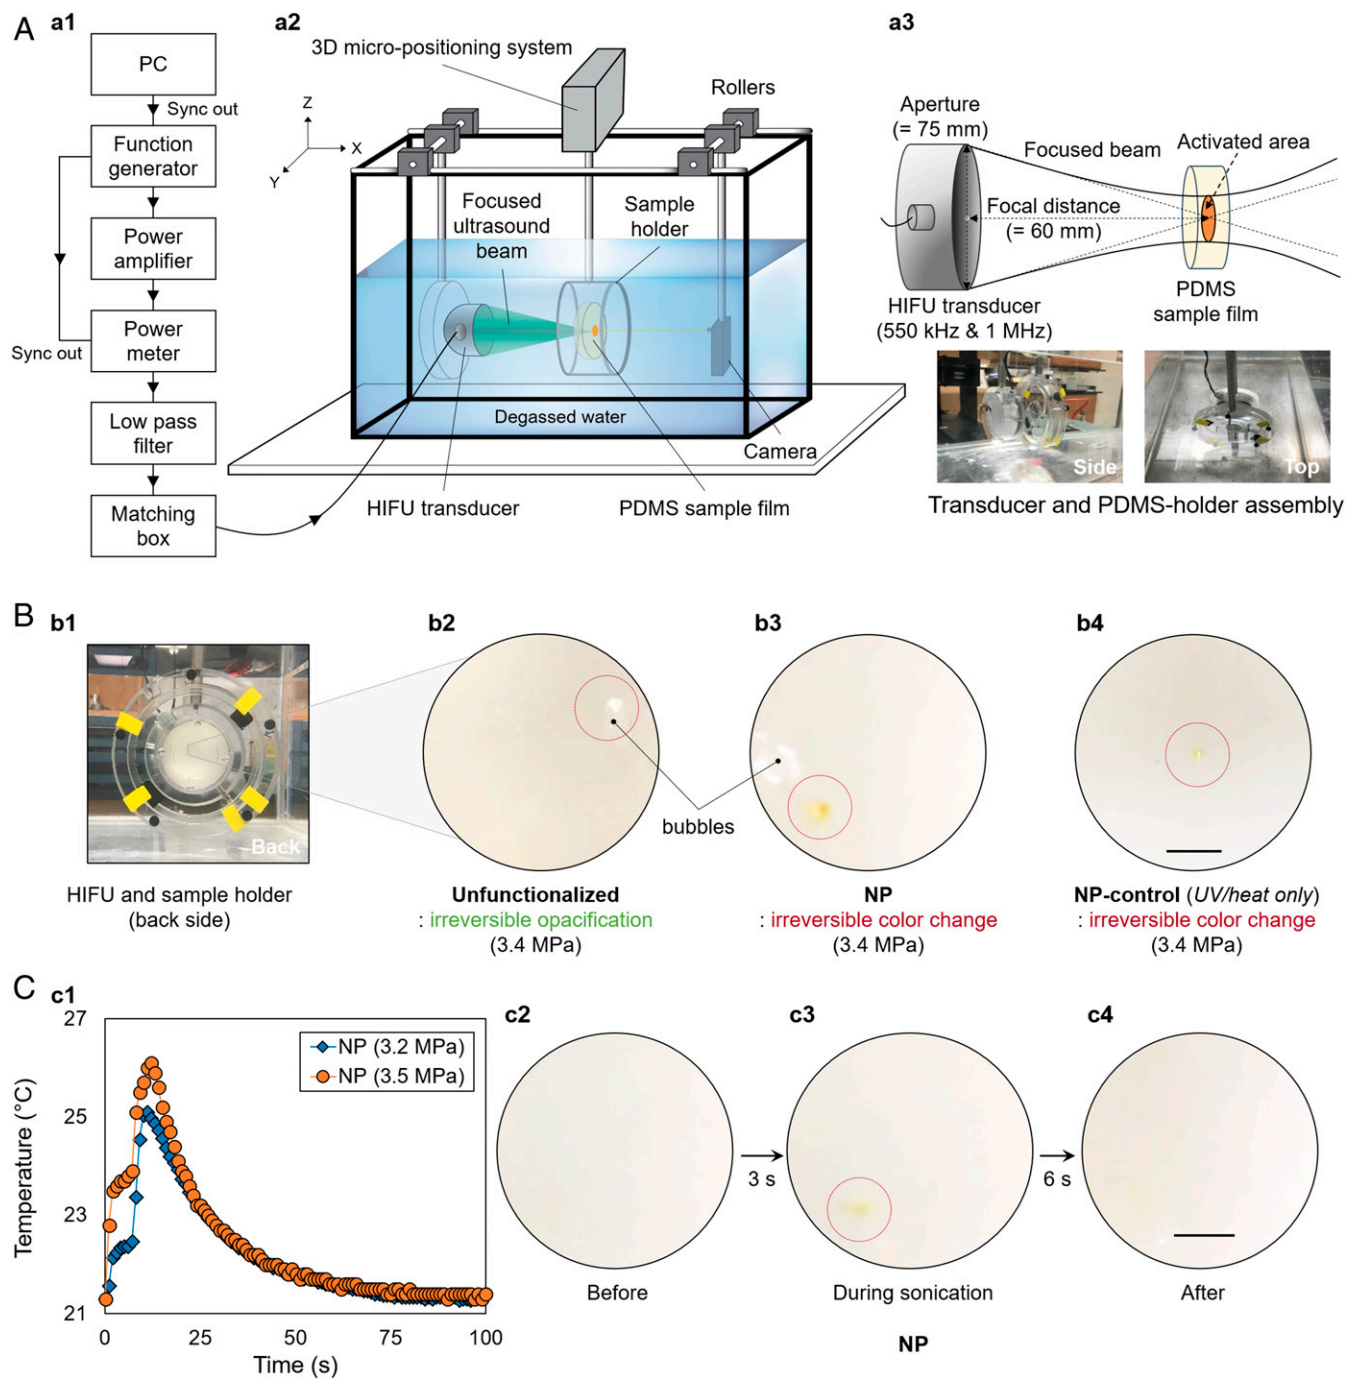 A
a1
PC
Sync out
Function
generator
Power
amplifier
Power
meter
Sync out
Low pass
filter
Matching
box
a2
3D micro-positioning system
Rollers
Z
X
Y
Focused
ultrasound
beam
Sample
holder
Degassed water
Camera
HIFU transducer
PDMS sample film
a3
Aperture
(= 75 mm)
Activated area
Focused beam
Focal distance
(= 60 mm)
HIFU transducer
(550 kHz & 1 MHz)
PDMS
sample film
Side
Top
Transducer and PDMS-holder assembly
B
b1
Back
HIFU and sample holder
(back side)
b2
bubbles
Unfunctionalized
: irreversible opacification
(3.4 MPa)
b3
NP
: irreversible color change
(3.4 MPa)
b4
NP-control (UV/heat only)
: irreversible color change
(3.4 MPa)
C
c1
27
25
23
21
Temperature (°C)
NP (3.2 MPa)
NP (3.5 MPa)
0
25
50
75
100
Time (s)
c2
Before
3 s
c3
During sonication
6 s
c4
After
NP